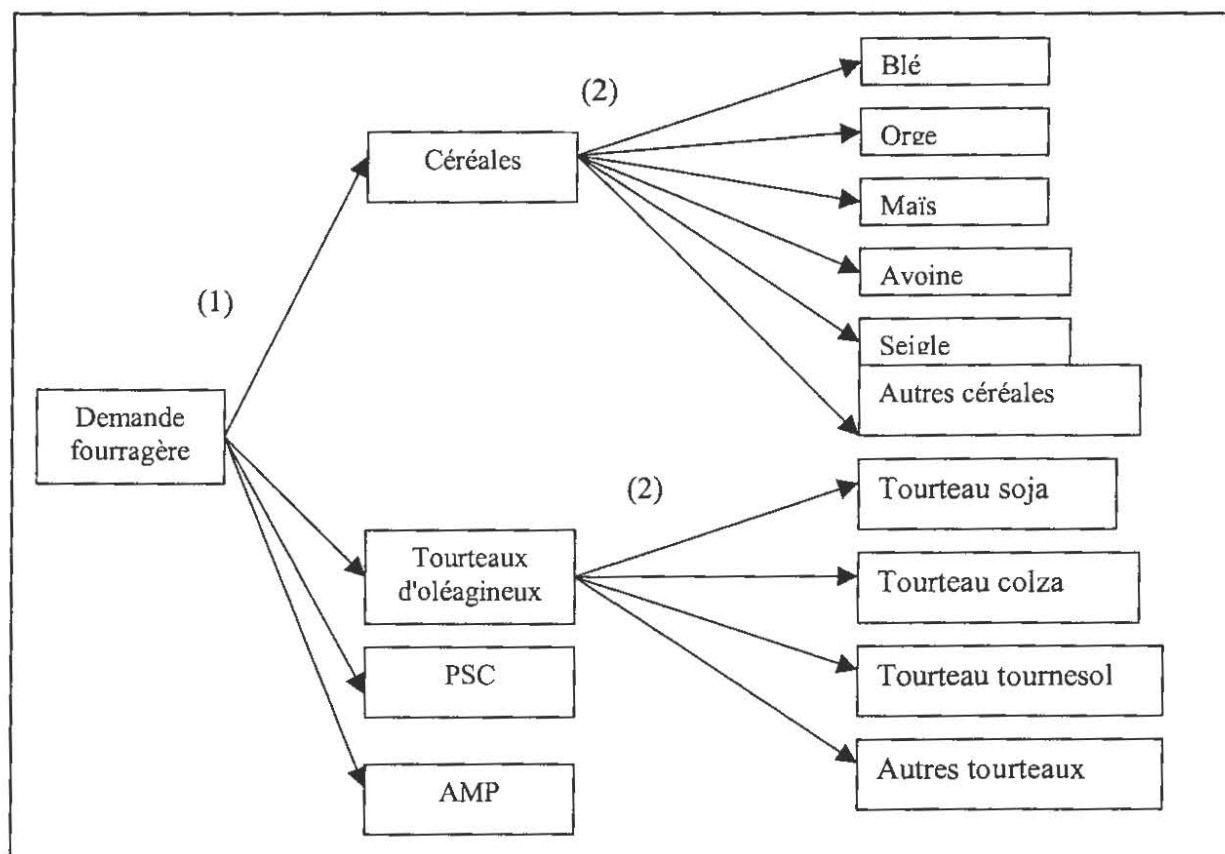 (2)
Blé
Orge
Céréales
Maïs
Avoine
(1)
Seigle
Autres céréales
Demande
fourragère
(2)
Tourteau soja
Tourteaux
d'oléagineux
Tourteau colza
PSC
Tourteau tournesol
AMP
Autres tourteaux